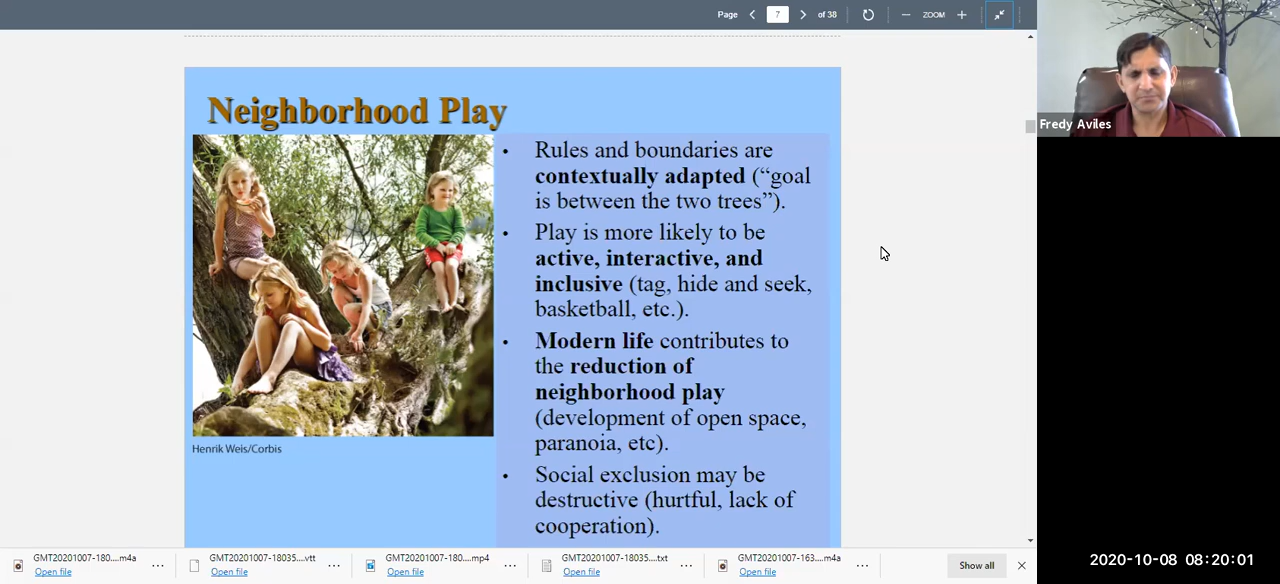 Page 7 of 38 ZOOM
Neighborhood Play
• Rules and boundaries are
contextually adapted (“goal
is between the two trees”).
• Play is more likely to be
active, interactive, and
inclusive (tag, hide and seek,
basketball, etc.).
• Modern life contributes to
the reduction of
neighborhood play
(development of open space,
paranoia, etc).
• Social exclusion may be
destructive (hurtful, lack of
cooperation).
Henrik Weis/Corbis
Fredy Aviles
GMT20201007-180....m4a
Open file
GMT20201007-18035....vtt
Open file
GMT20201007-180....mp4
Open file
GMT20201007-18035....txt
Open file
GMT20201007-163....m4a
Open file
Show all
2020-10-08 08:20:01